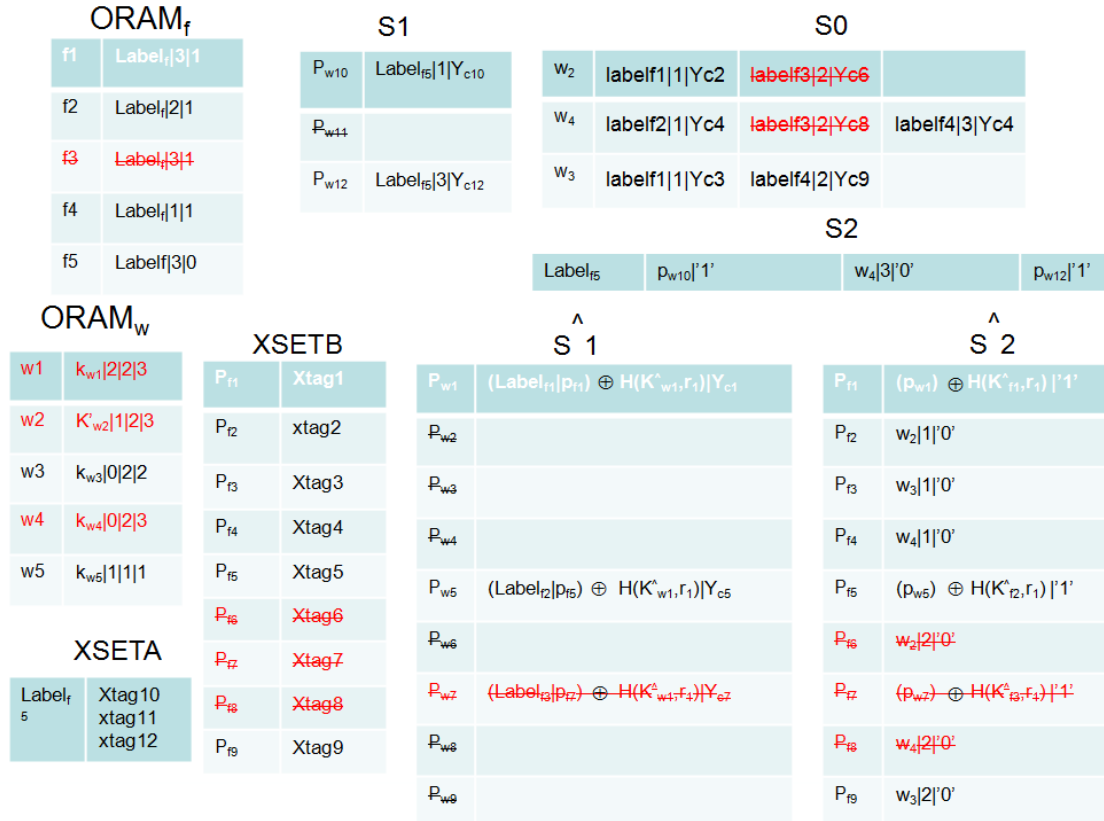 ORAMf
f1 Labelf|3|1
f2 Labelf|2|1
f3 Labelf|3|1
f4 Labelf|1|1
f5 Labelf|3|0
S1
Pw10 Labelf5|1|Yc10
Pw11
Pw12 Labelf5|3|Yc12
S0
w2 labelf1|1|Yc2 labelf3|2|Yc6
w4 labelf2|1|Yc4 labelf3|2|Yc8 labelf4|3|Yc4
w3 labelf1|1|Yc3 labelf4|2|Yc9
S2
Labelf5 pw10|'1' w4|3|'0' pw12|'1'
ORAMw
w1 kw1|2|2|3
w2 K'w2|1|2|3
w3 kw3|0|2|2
w4 kw4|0|2|3
w5 kw5|1|1|1
XSETA
Labelf
5
Xtag10
xtag11
xtag12
XSETB
Pf1 Xtag1
Pf2 xtag2
Pf3 Xtag3
Pf4 Xtag4
Pf5 Xtag5
Pf6 Xtag6
Pf7 Xtag7
Pf8 Xtag8
Pf9 Xtag9
^
S 1
Pw1 (Labelf1|pf1) ⊕ H(K^w1,r1)|Yc1
Pw2
Pw3
Pw4
Pw5 (Labelf2|pf5) ⊕ H(K^w1,r1)|Yc5
Pw6
Pw7 (Labelf3|pf7) ⊕ H(K^w1,r1)|Yc7
Pw8
Pw9
^
S 2
Pf1 (pw1) ⊕H(K^f1,r1) |'1'
Pf2 w2|1|'0'
Pf3 w3|1|'0'
Pf4 w4|1|'0'
Pf5 (pw5) ⊕ H(K^f2,r1) |'1'
Pf6 w2|2|'0'
Pf7 (pw7) ⊕ H(K^f3,r1) |'1'
Pf8 w4|2|'0'
Pf9 w3|2|'0'